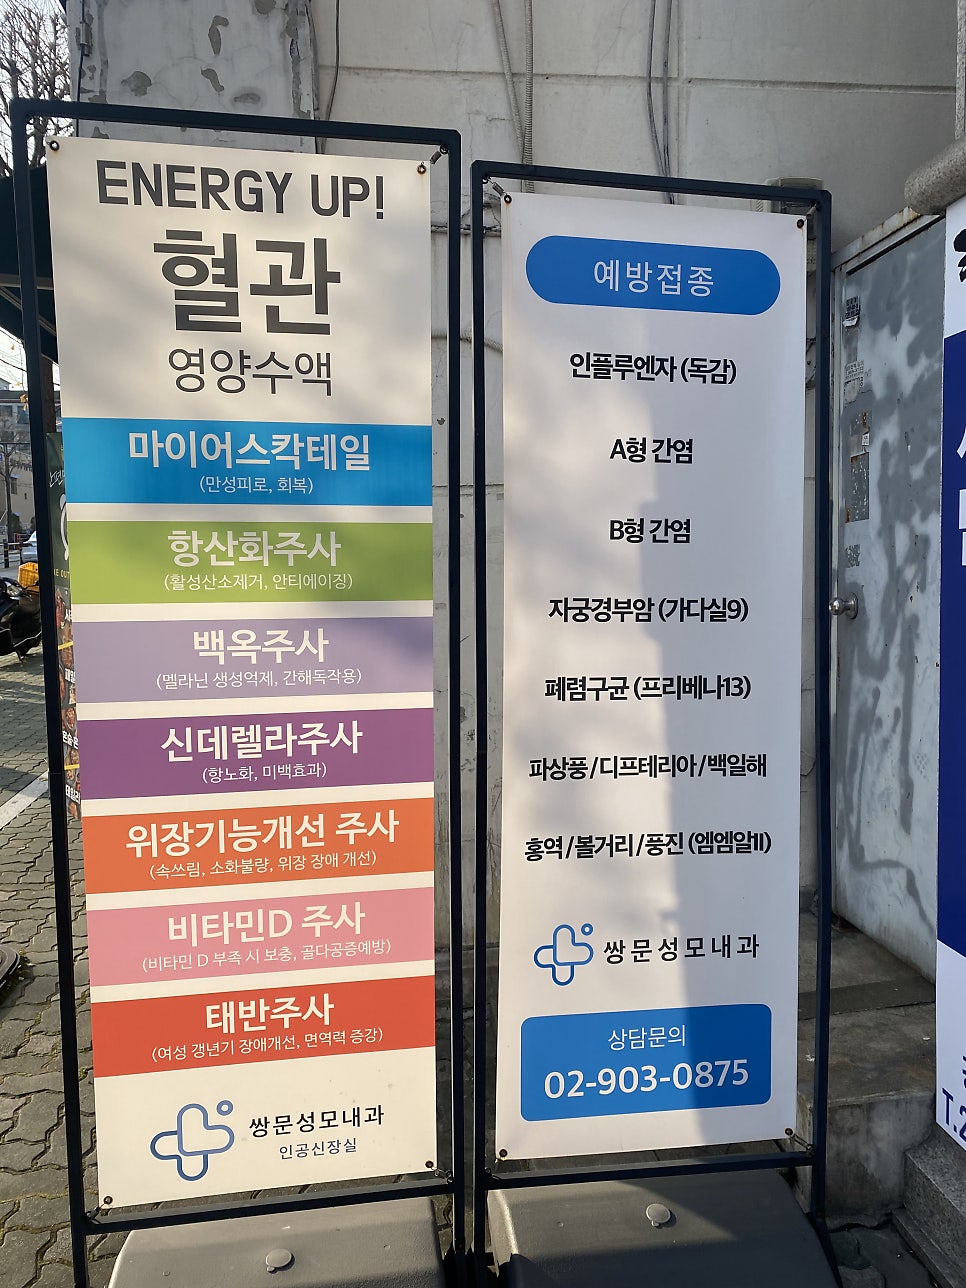 ENERGY UP!
혈관
영양수액
마이어스칵테일
(만성피로, 회복)
항산화주사
(활성산소제거, 안티에이징)
백옥주사
(멜라닌 생성억제, 간해독작용)
신데렐라주사
(항노화, 미백효과)
위장기능개선 주사
(속쓰림, 소화불량, 위장 장애 개선)
비타민D 주사
(비타민 D 부족 시 보충, 골다공증예방)
태반주사
(여성 갱년기 장애개선, 면역력 증강)
쌍문성모내과
인공신장실
예방접종
인플루엔자 (독감)
A형 간염
B형 간염
자궁경부암 (가다실9)
폐렴구균 (프리베나13)
파상풍/디프테리아/백일해
홍역/볼거리/풍진 (엠엠알II)
쌍문성모내과
상담문의
02-903-0875